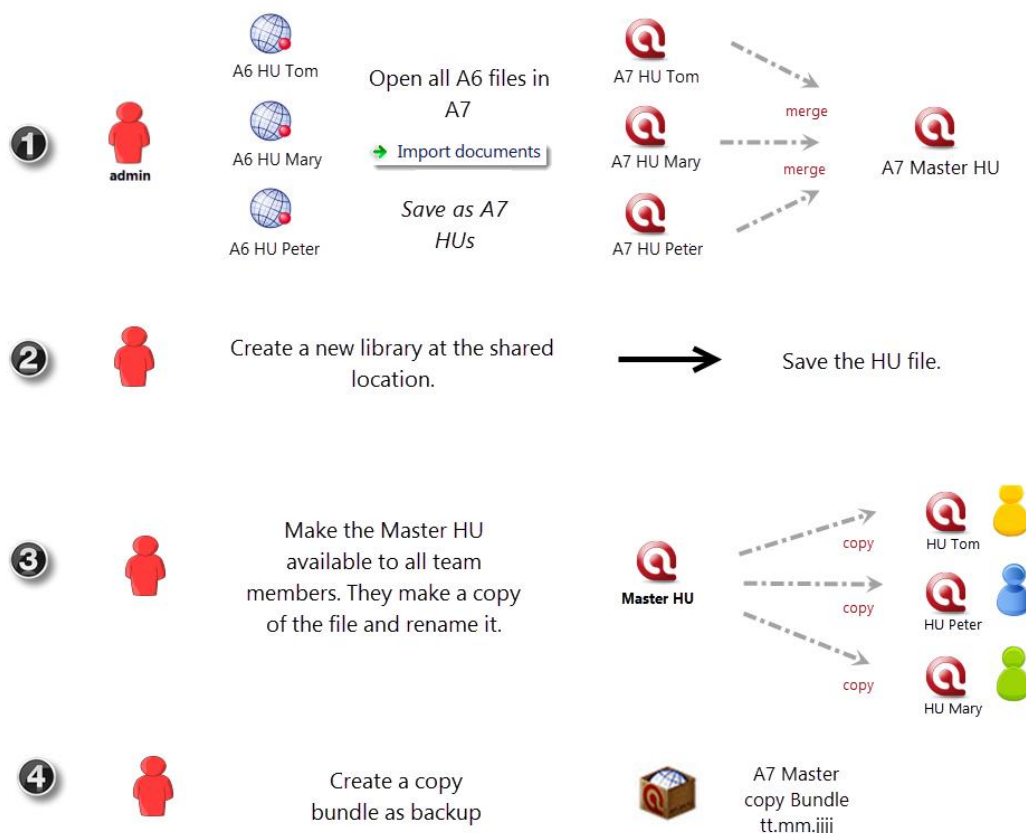 1
admin
A6 HU Tom
A6 HU Mary
A6 HU Peter
Open all A6 files in
A7
Import documents
Save as A7
HUs
A7 HU Tom
A7 HU Mary
A7 HU Peter
merge
merge
A7 Master HU
2
Create a new library at the shared
location.
Save the HU file.
3
Make the Master HU
available to all team
members. They make a copy
of the file and rename it.
Master HU
copy
copy
copy
HU Tom
HU Peter
HU Mary
4
Create a copy
bundle as backup
A7 Master
copy Bundle
tt.mm.jjjj